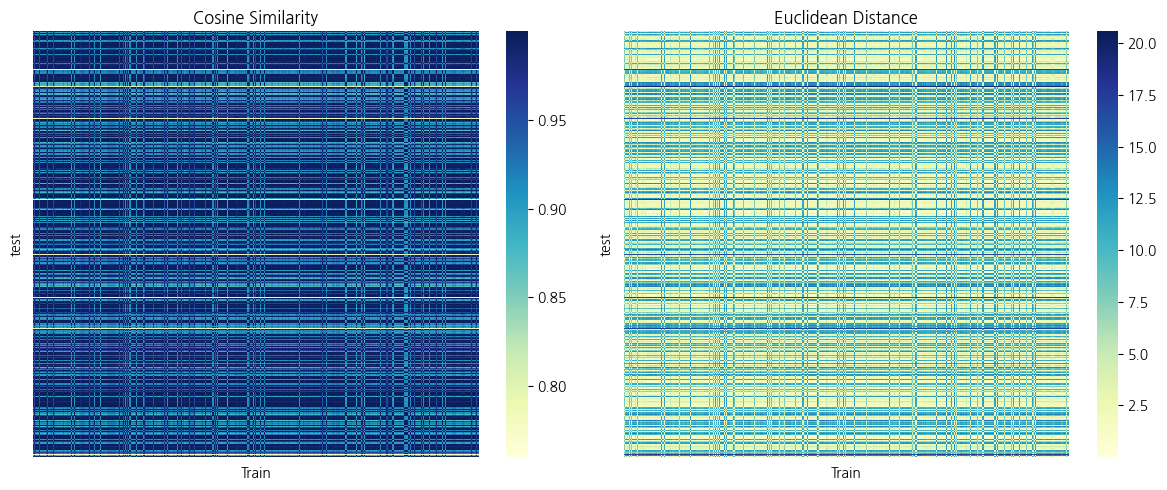 Cosine Similarity
test
Train
0.95
0.90
0.85
0.80
Euclidean Distance
test
Train
20.0
17.5
15.0
12.5
10.0
7.5
5.0
2.5